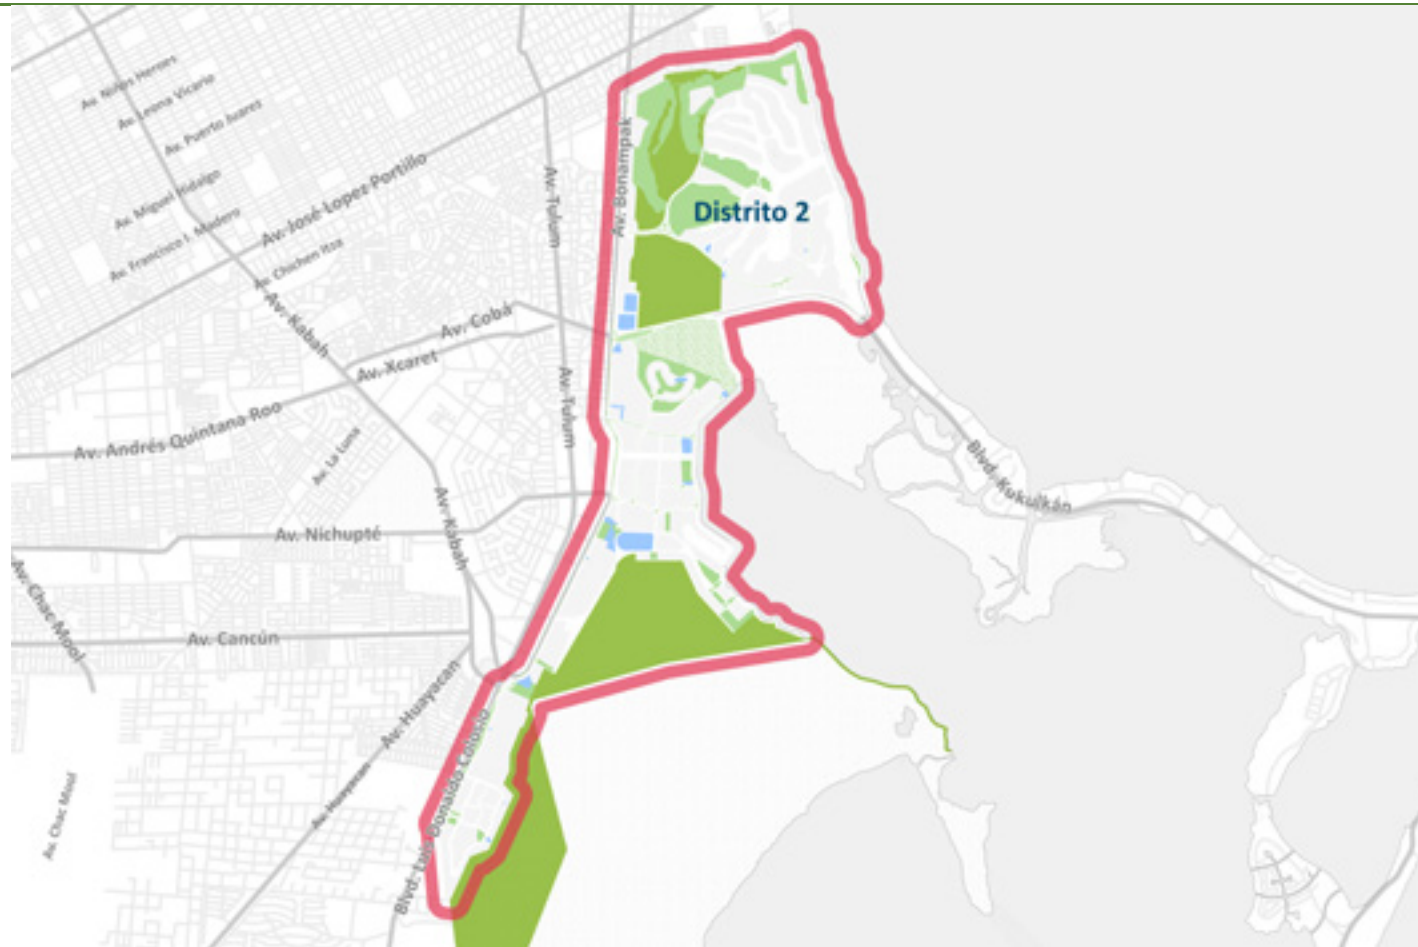 Av. Niños Heroes
Av. Leona Vicario
Av. Puerto Juarez
Av. Miguel Hidalgo
Av. Francisco I. Madero
Av. José Lopez Portillo
Av. Chichen Itza
Av. Kabah
Av. Tulum
Av. Bonampak
Distrito 2
Av. Cobá
Av. Xcaret
Av. Tulum
Av. Andrés Quintana Roo
Av. La Luna
Av. Kabah
Av. Nichupté
Blvd. Kukulkán
Av. Chac Mool
Av. Cancún
Av. Huayacan
Av. Huayacan
Av. Chac Mool
Blvd. Luis Donaldo Colosio